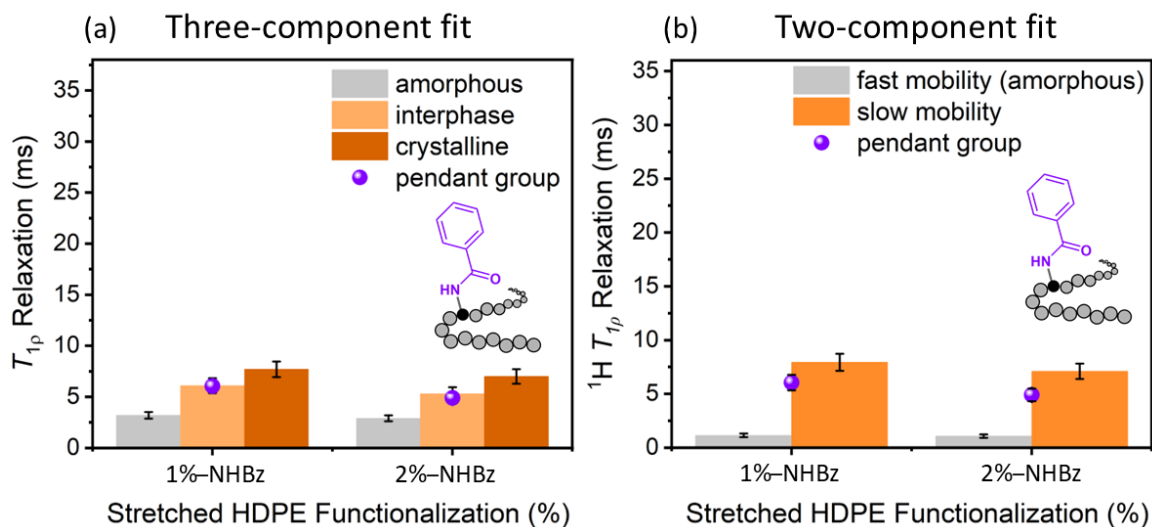 (a) Three-component fit
T1ρ Relaxation (ms)
35
30
25
20
15
10
5
0
amorphous
interphase
crystalline
pendant group
O
HN
1%–NHBz 2%–NHBz
Stretched HDPE Functionalization (%)
(b) Two-component fit
¹H T1ρ Relaxation (ms)
35
30
25
20
15
10
5
0
fast mobility (amorphous)
slow mobility
pendant group
O
HN
1%–NHBz 2%–NHBz
Stretched HDPE Functionalization (%)